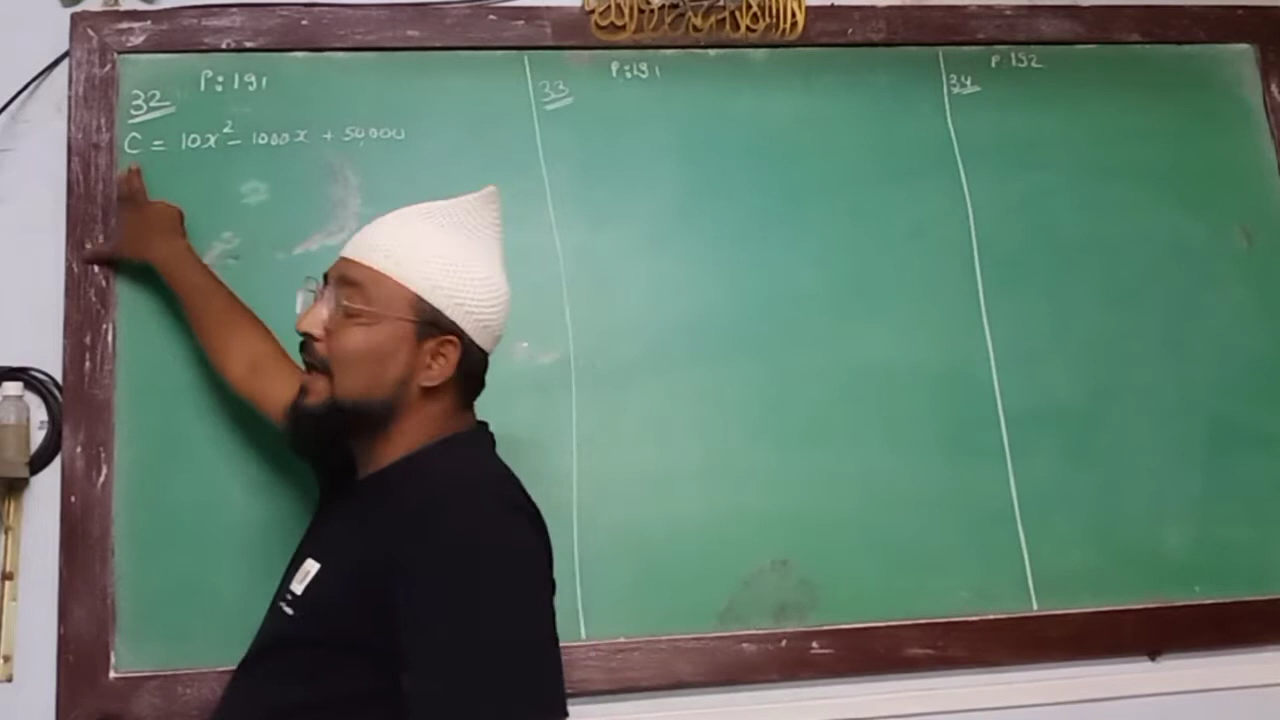 P:191
32
C = 10x² - 1000x + 50,000
P:191
33
P:192
34